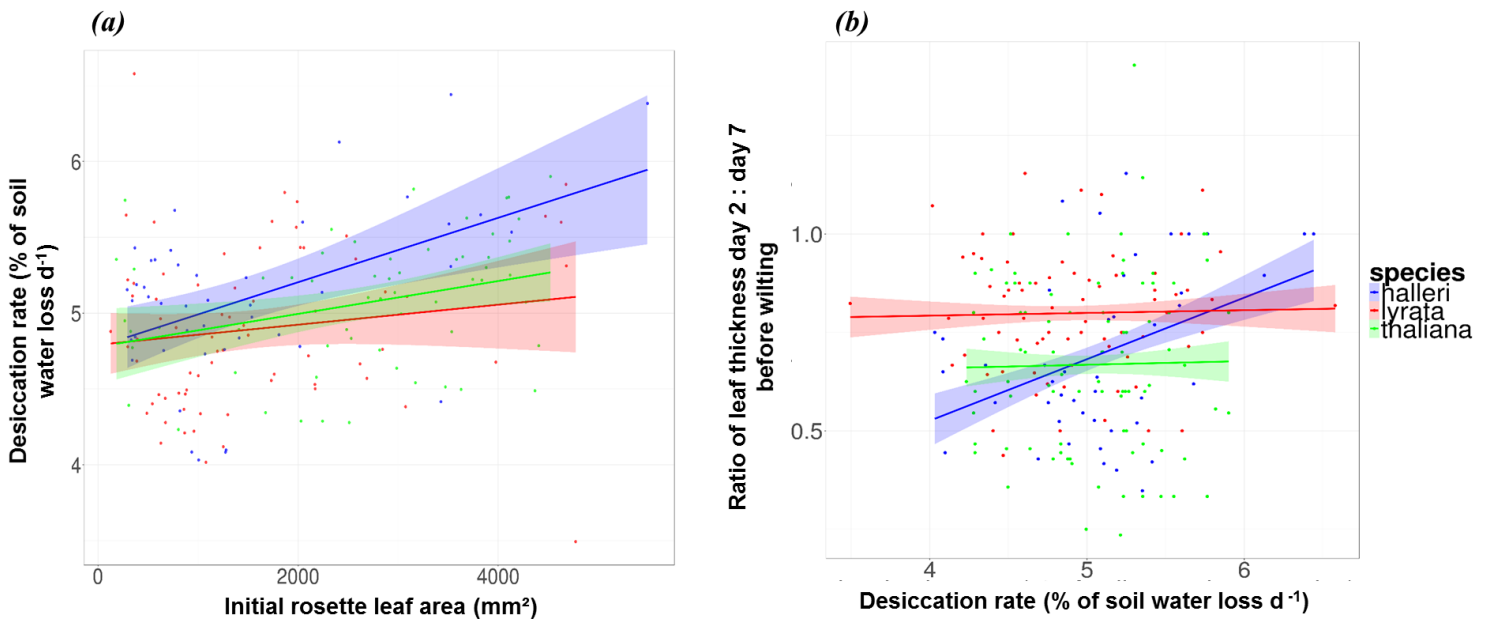 (a)
Desiccation rate (% of soil
water loss d-1)
6
5
4
0
2000
4000
Initial rosette leaf area (mm²)
(b)
Ratio of leaf thickness day 2 : day 7
before wilting
1.0
0.5
4
5
6
Desiccation rate (% of soil water loss d -1)
species
halleri
lyrata
thaliana